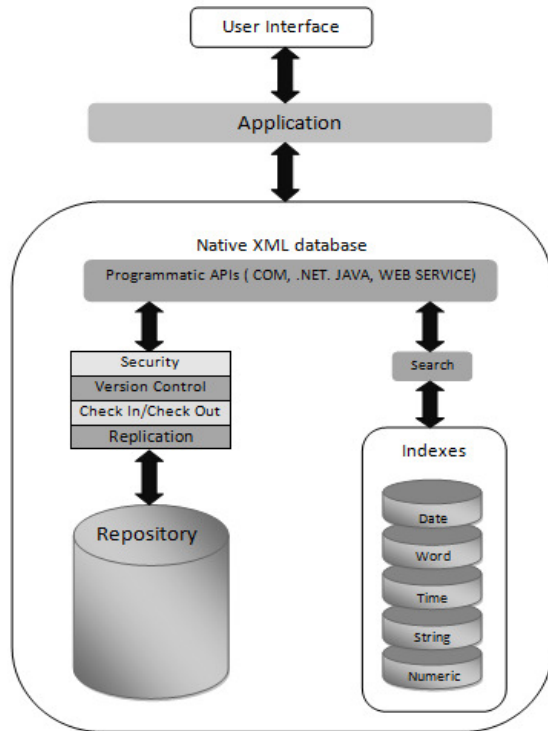 User Interface
Application
Native XML database
Programmatic APIs ( COM, .NET. JAVA, WEB SERVICE)
Security
Version Control
Check In/Check Out
Replication
Repository
Search
Indexes
Date
Word
Time
String
Numeric